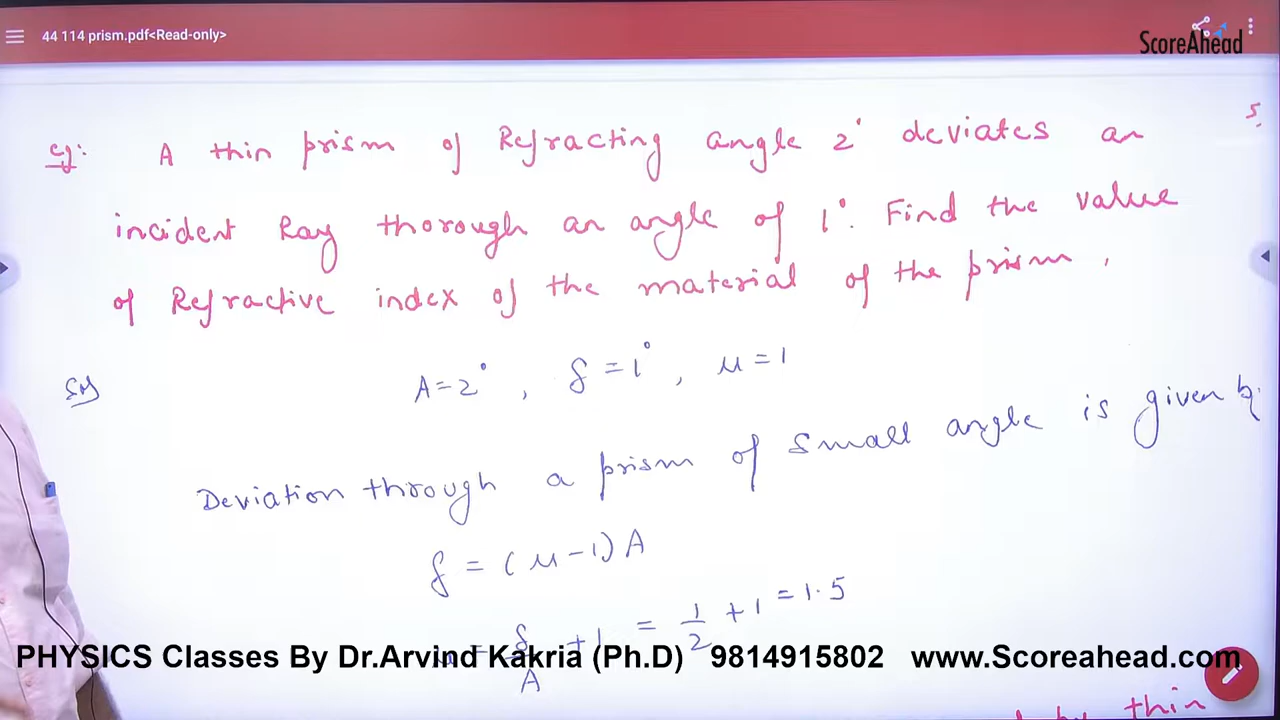 44 114 prism.pdf<Read-only>
ScoreAhead
5.
eg: A thin prism of Refracting angle 2° deviates an
incident Ray thorough an angle of 1°. Find the value
of Refractive index of the material of the prism.
Sol A=2°, δ=1°, μ=1
Deviation through a prism of small angle is given by
δ = (μ-1)A
μ = δ/A +1 = 1/2 +1 = 1.5
PHYSICS Classes By Dr.Arvind Kakria (Ph.D) 9814915802 www.Scoreahead.com
by thin